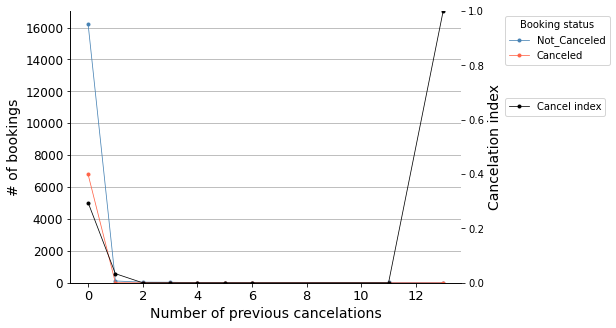 16000
14000
12000
10000
8000
6000
4000
2000
0
# of bookings
0 2 4 6 8 10 12
Number of previous cancelations
1.0
0.8
0.6
0.4
0.2
0.0
Cancelation index
Booking status
Not_Canceled
Canceled
Cancel index